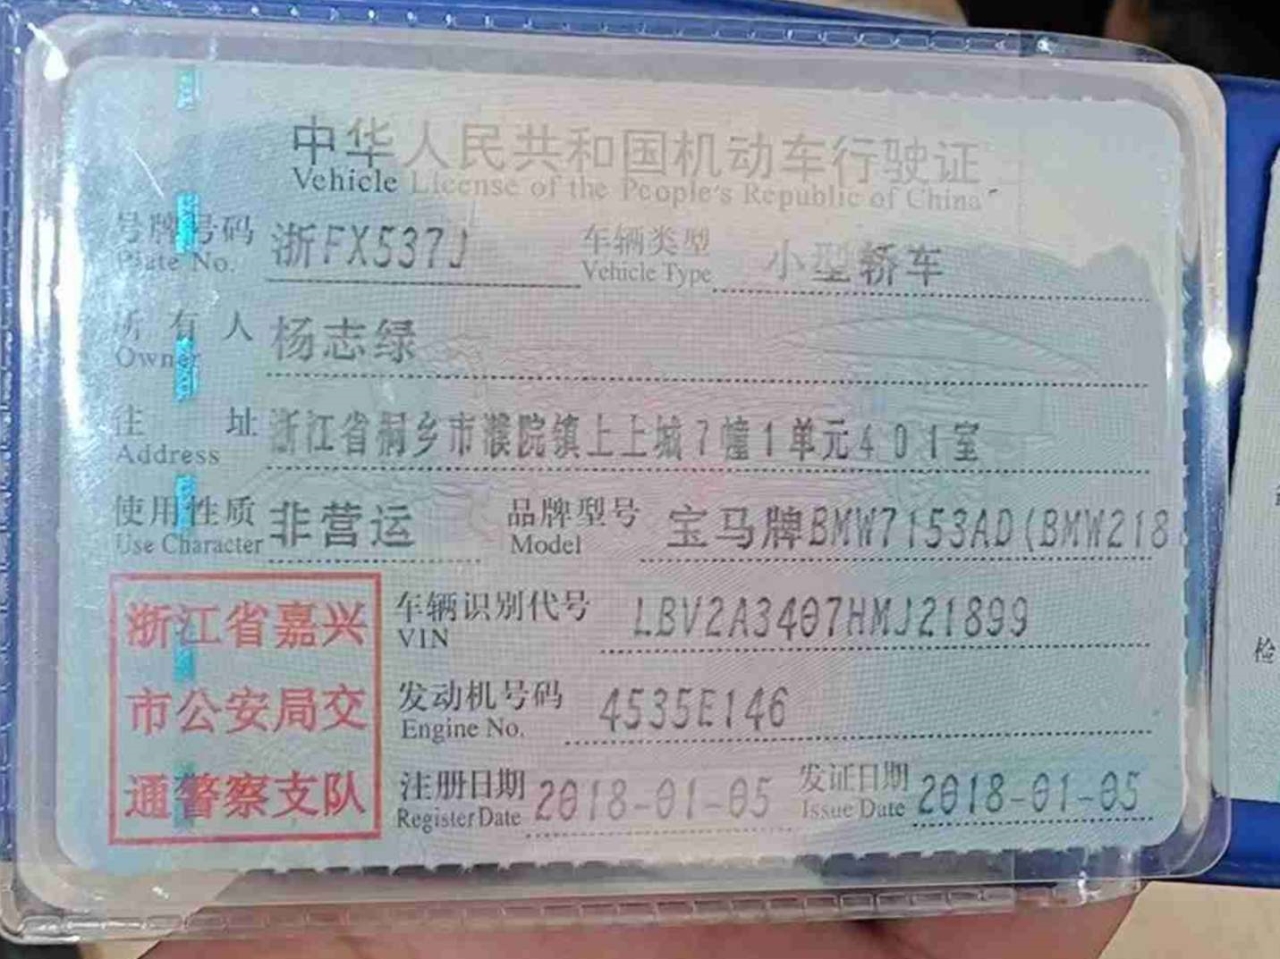 中华人民共和国机动车行驶证
Vehicle License of the People's Republic of China
号牌号码 浙FX537J 车辆类型 小型轿车
Plate No. Vehicle Type
所有人 杨志绿
Owner
住址 浙江省桐乡市濮院镇上上城7幢1单元401室
Address
使用性质 非营运 品牌型号 宝马牌BMW7153AD(BMW218
Use Character Model
浙江省嘉兴
市公安局交
通警察支队
车辆识别代号 LBV2A3407HMJ21899
VIN
发动机号码 4535E146
Engine No.
注册日期 2018-01-05 发证日期 2018-01-05
Register Date Issue Date
检